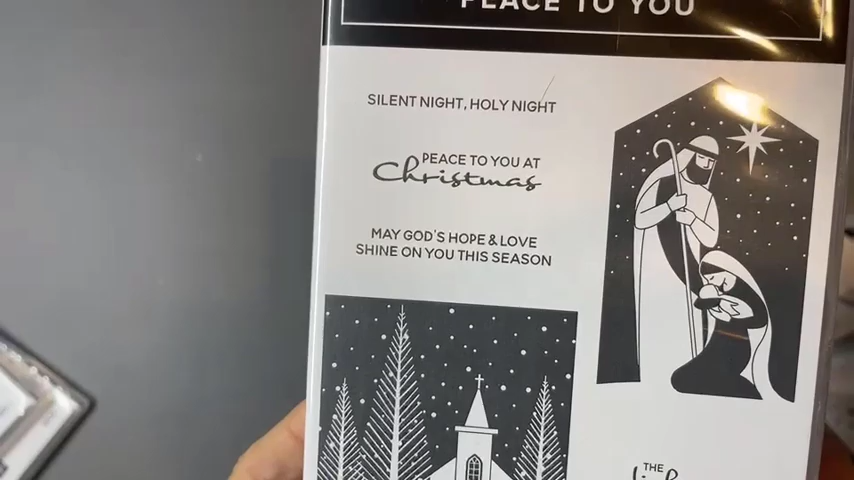 PEACE TO YOU
SILENT NIGHT, HOLY NIGHT
PEACE TO YOU AT
Christmas
MAY GOD'S HOPE & LOVE
SHINE ON YOU THIS SEASON
THE